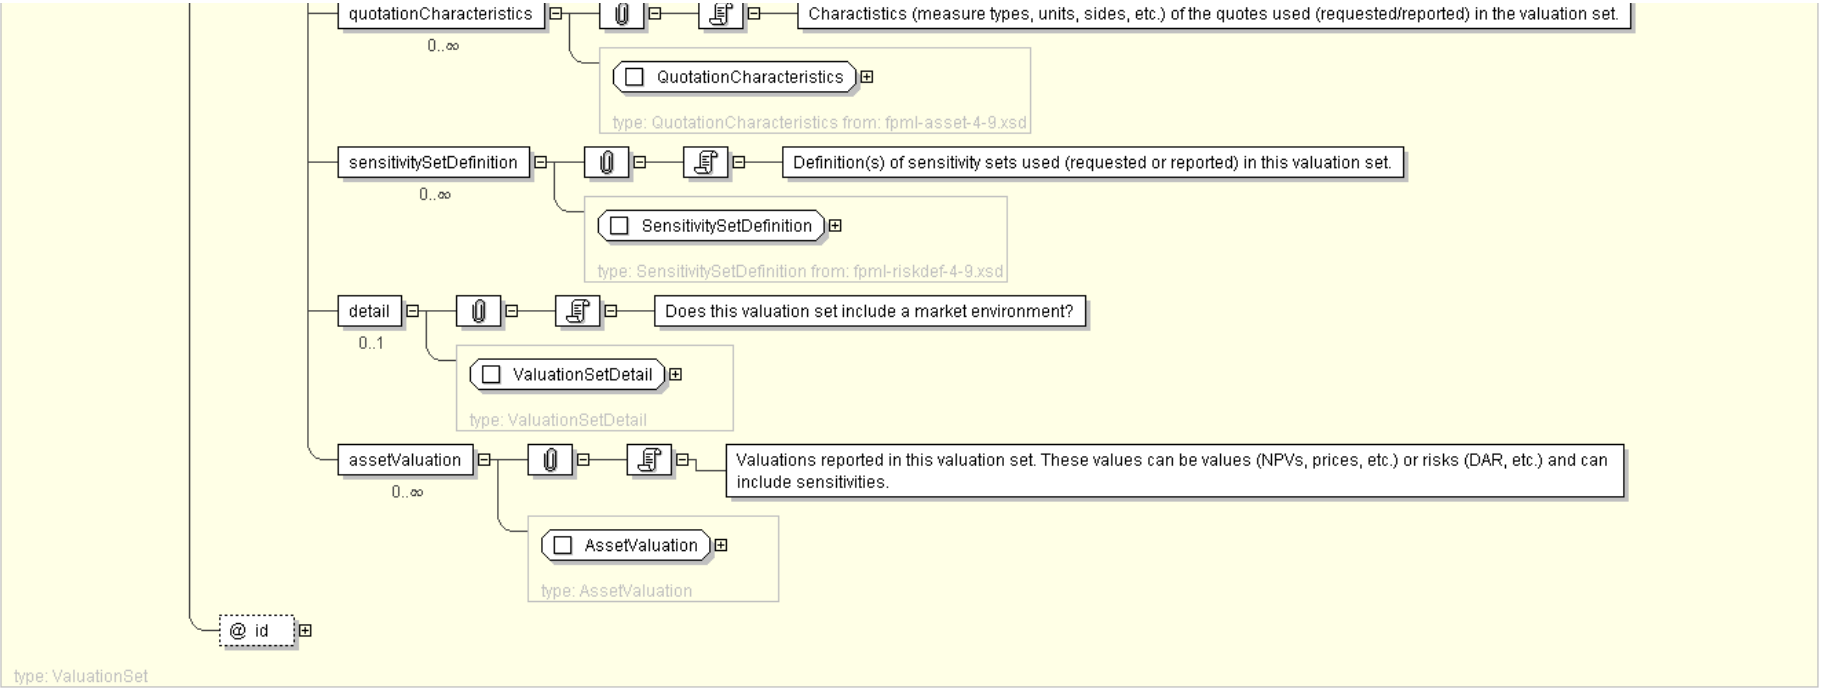 quotationCharacteristics
Charactistics (measure types, units, sides, etc.) of the quotes used (requested/reported) in the valuation set.
0..∞
QuotationCharacteristics
type: QuotationCharacteristics from: fpml-asset-4-9.xsd
sensitivitySetDefinition
Definition(s) of sensitivity sets used (requested or reported) in this valuation set.
0..∞
SensitivitySetDefinition
type: SensitivitySetDefinition from: fpml-riskdef-4-9.xsd
detail
Does this valuation set include a market environment?
0..1
ValuationSetDetail
type: ValuationSetDetail
assetValuation
Valuations reported in this valuation set. These values can be values (NPVs, prices, etc.) or risks (DAR, etc.) and can
include sensitivities.
0..∞
AssetValuation
type: AssetValuation
@ id
type: ValuationSet